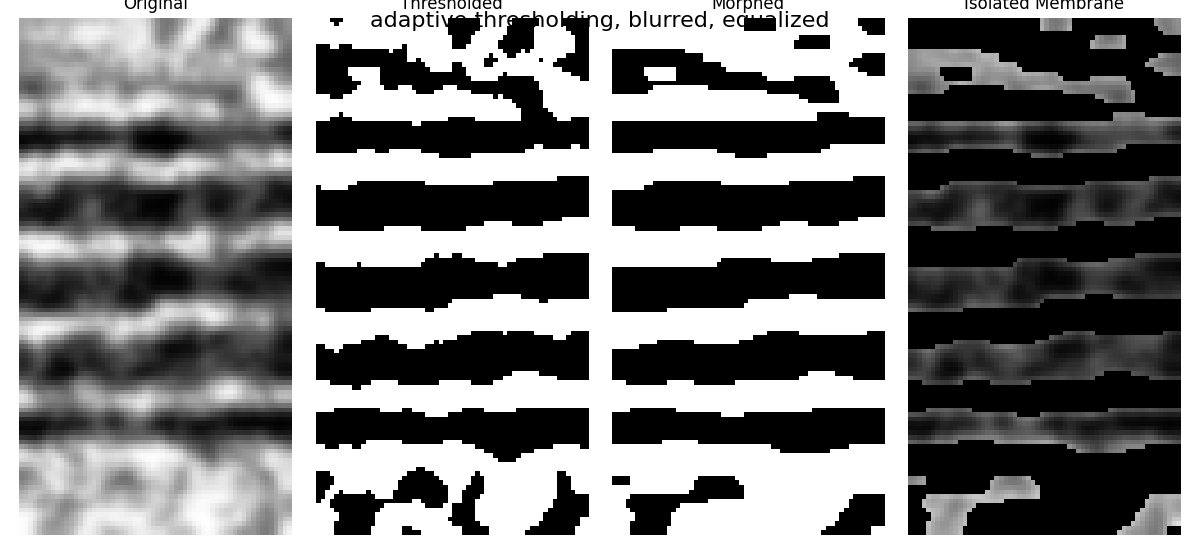 Original Thresholded Morphed Isolated Membrane
adaptive thresholding, blurred, equalized